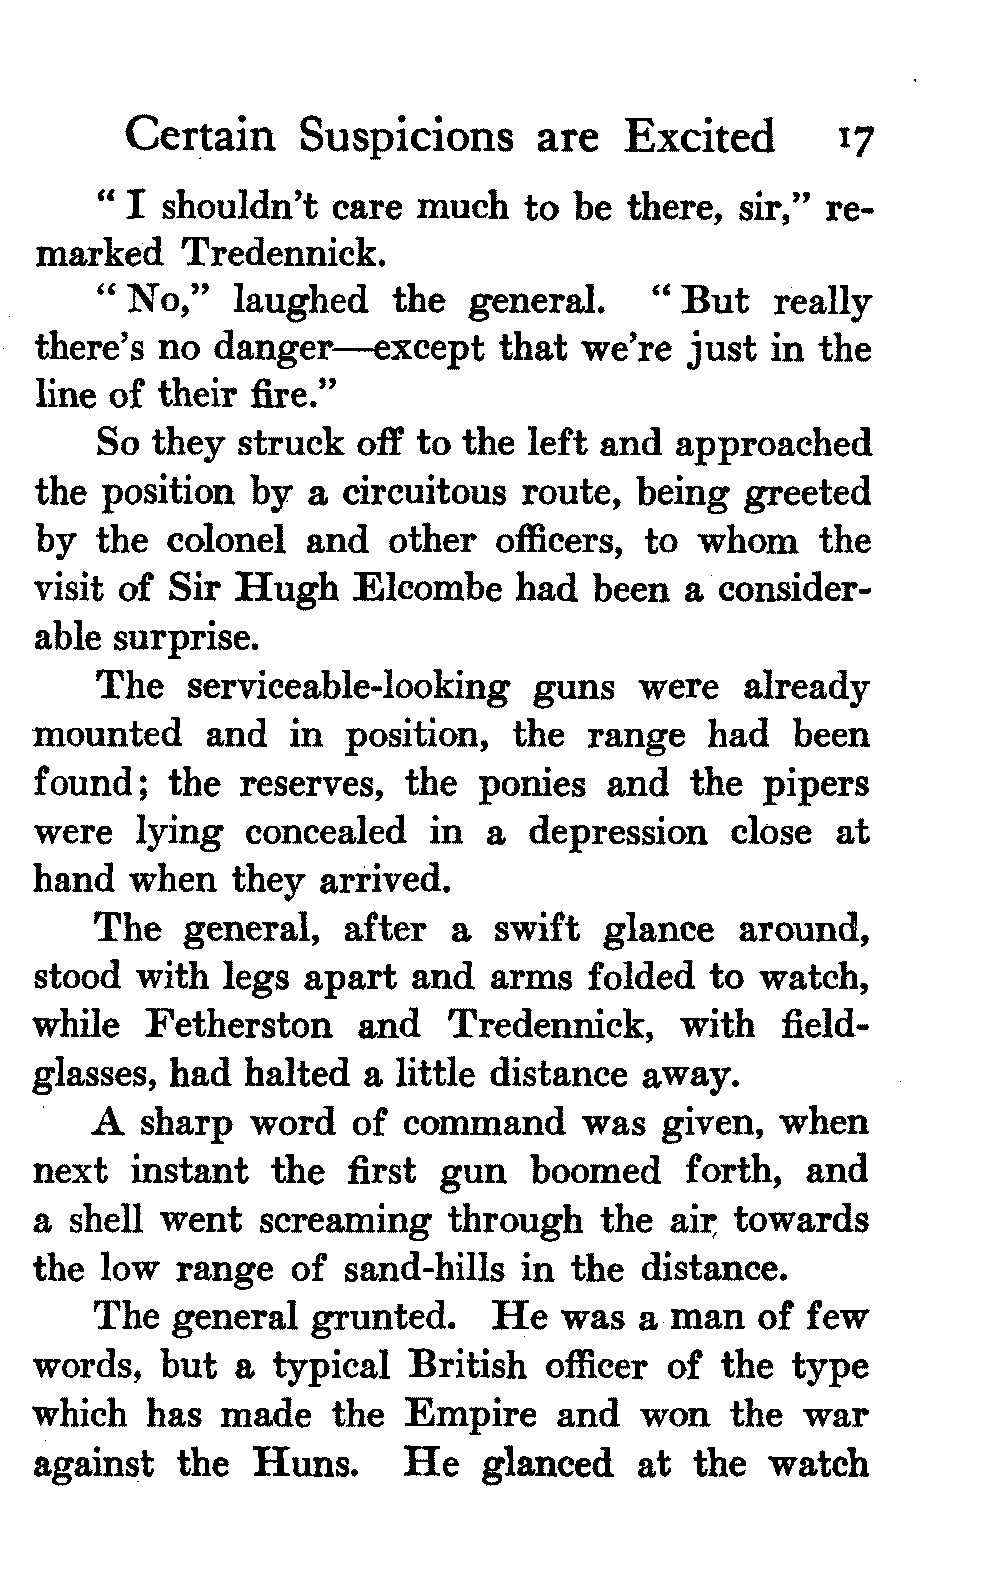 Certain Suspicions are Excited 17
“ I shouldn’t care much to be there, sir,” re-
marked Tredennick.
“ No,” laughed the general. “ But really
there’s no danger—except that we’re just in the
line of their fire.”
So they struck off to the left and approached
the position by a circuitous route, being greeted
by the colonel and other officers, to whom the
visit of Sir Hugh Elcombe had been a consider-
able surprise.
The serviceable-looking guns were already
mounted and in position, the range had been
found; the reserves, the ponies and the pipers
were lying concealed in a depression close at
hand when they arrived.
The general, after a swift glance around,
stood with legs apart and arms folded to watch,
while Fetherston and Tredennick, with field-
glasses, had halted a little distance away.
A sharp word of command was given, when
next instant the first gun boomed forth, and
a shell went screaming through the air towards
the low range of sand-hills in the distance.
The general grunted. He was a man of few
words, but a typical British officer of the type
which has made the Empire and won the war
against the Huns. He glanced at the watch